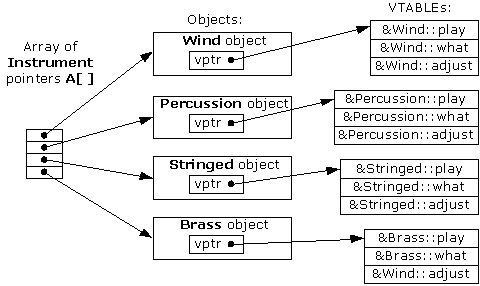 Objects:
VTABLEs:
Array of
Instrument
pointers A[ ]
Wind object
vptr
&Wind::play
&Wind::what
&Wind::adjust
Percussion object
vptr
&Percussion::play
&Percussion::what
&Percussion::adjust
Stringed object
vptr
&Stringed::play
&Stringed::what
&Stringed::adjust
Brass object
vptr
&Brass::play
&Brass::what
&Wind::adjust